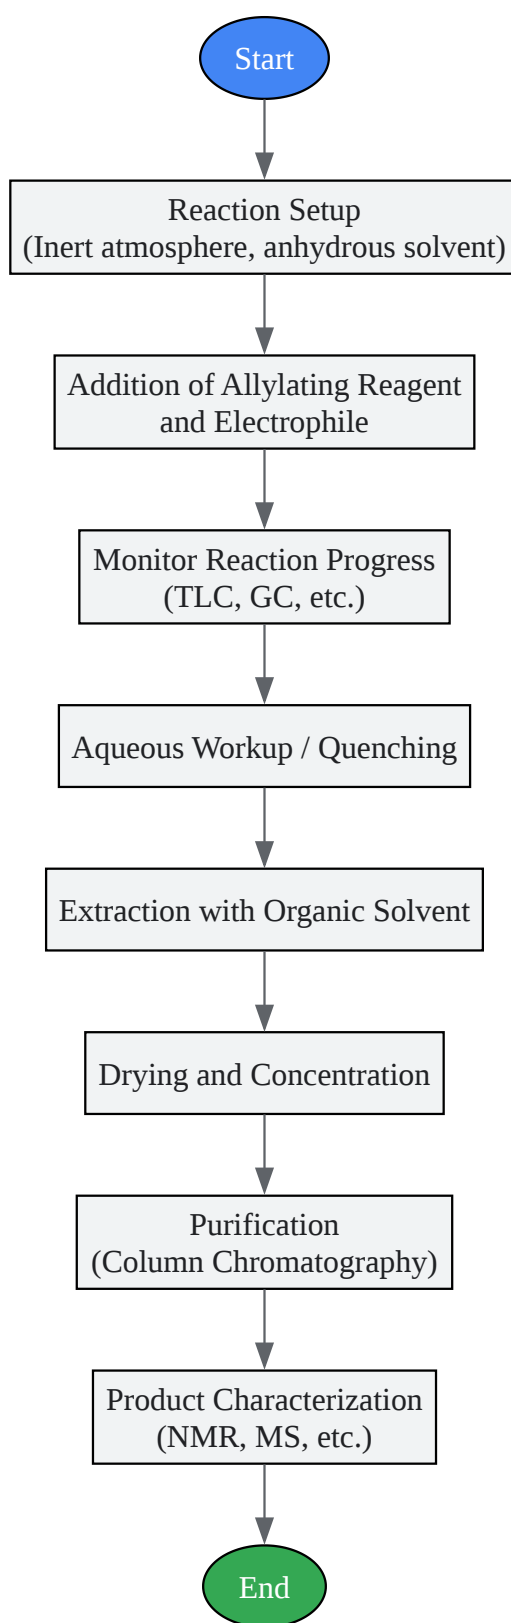 Start
Reaction Setup
(Inert atmosphere, anhydrous solvent)
Addition of Allylating Reagent
and Electrophile
Monitor Reaction Progress
(TLC, GC, etc.)
Aqueous Workup / Quenching
Extraction with Organic Solvent
Drying and Concentration
Purification
(Column Chromatography)
Product Characterization
(NMR, MS, etc.)
End